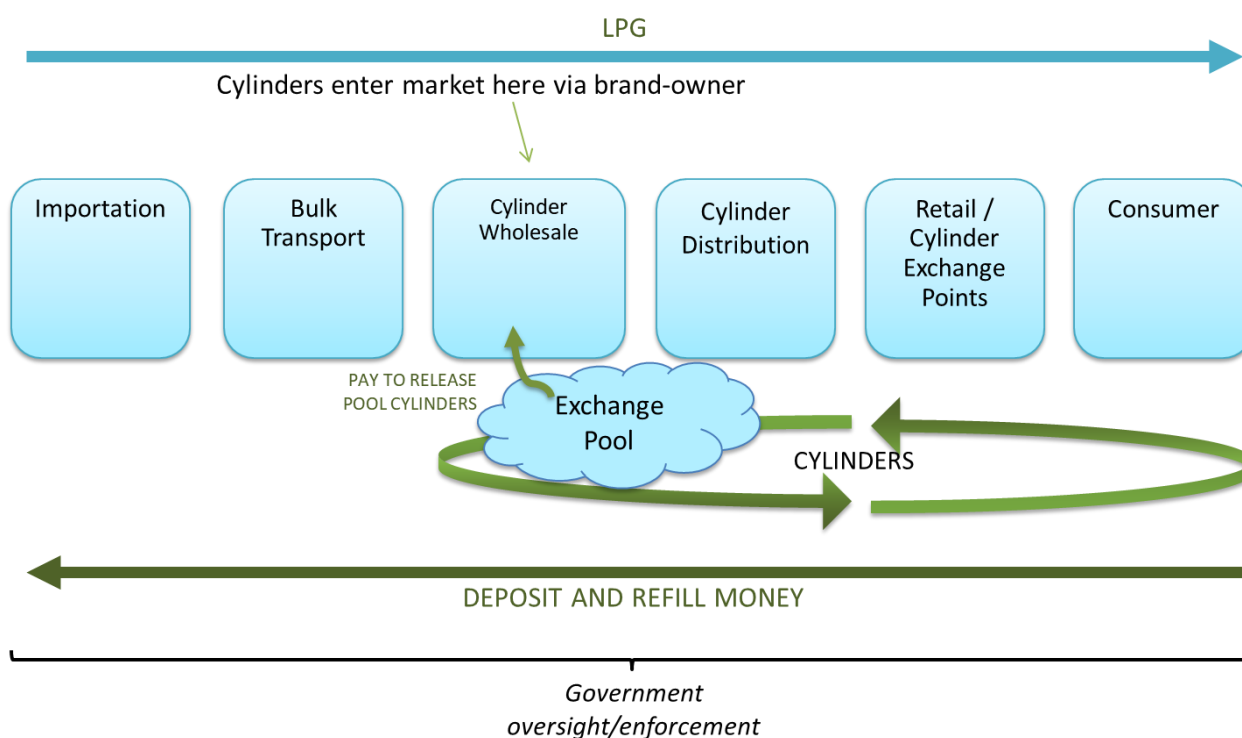 LPG
Cylinders enter market here via brand-owner
Importation
Bulk
Transport
Cylinder
Wholesale
Cylinder
Distribution
Retail /
Cylinder
Exchange
Points
Consumer
PAY TO RELEASE
POOL CYLINDERS
Exchange
Pool
CYLINDERS
DEPOSIT AND REFILL MONEY
Government
oversight/enforcement